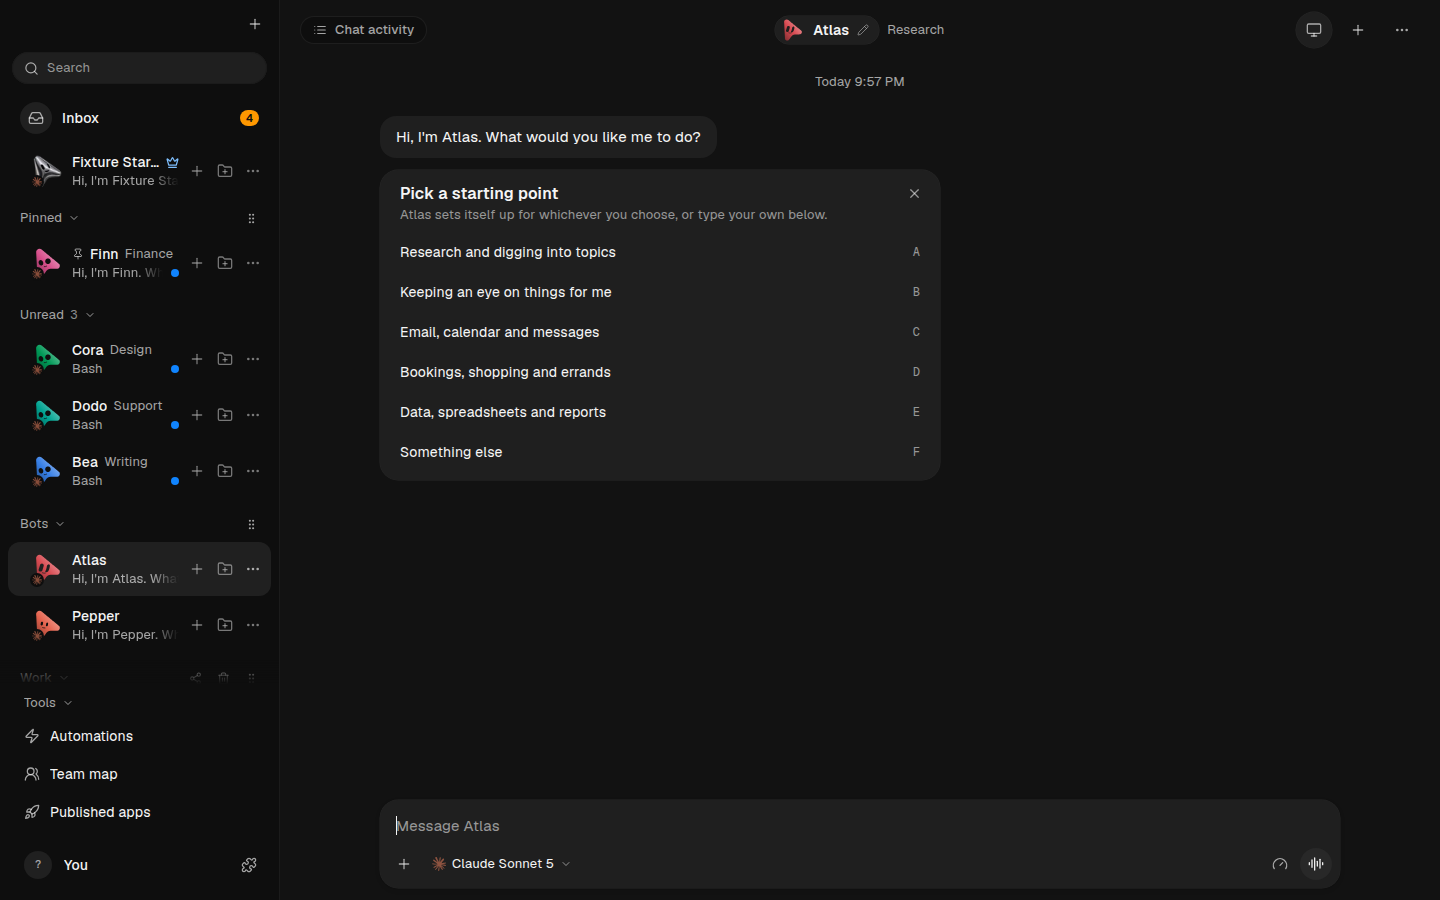 Search
Inbox
4
Fixture Star...
Hi, I'm Fixture Sta
Pinned
Finn Finance
Hi, I'm Finn. W
Unread 3
Cora Design
Bash
Dodo Support
Bash
Bea Writing
Bash
Bots
Atlas
Hi, I'm Atlas. Wha
Pepper
Hi, I'm Pepper. W
Work
Tools
Automations
Team map
Published apps
?
You
Chat activity
Atlas
Research
Today 9:57 PM
Hi, I'm Atlas. What would you like me to do?
Pick a starting point
Atlas sets itself up for whichever you choose, or type your own below.
Research and digging into topics A
Keeping an eye on things for me B
Email, calendar and messages C
Bookings, shopping and errands D
Data, spreadsheets and reports E
Something else F
Message Atlas
Claude Sonnet 5